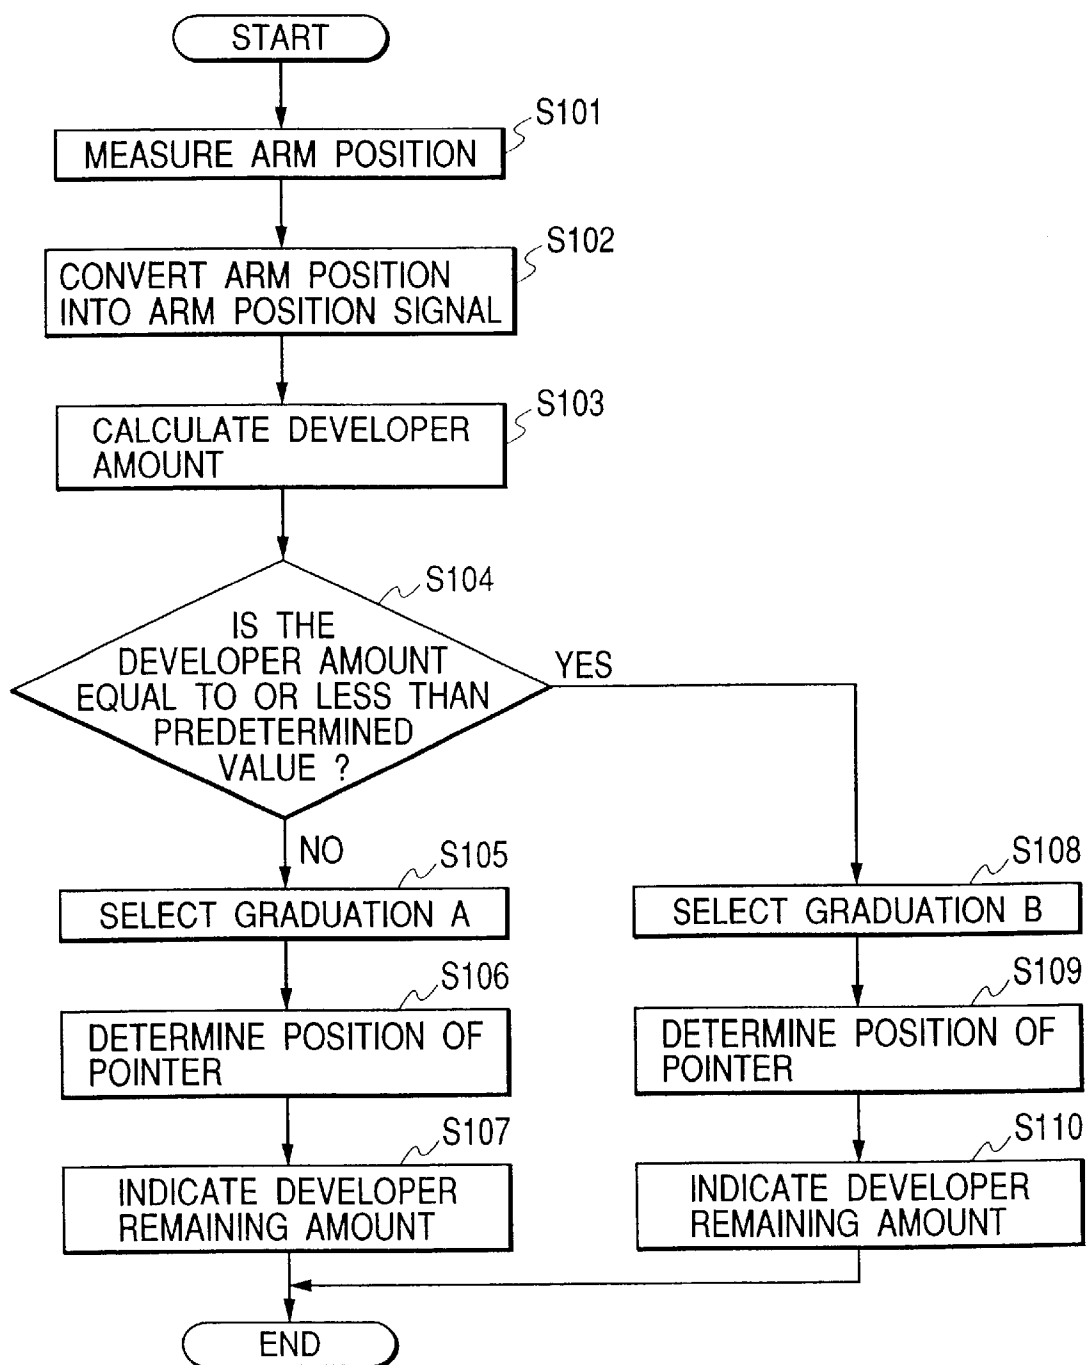 START
S101
MEASURE ARM POSITION
S102
CONVERT ARM POSITION
INTO ARM POSITION SIGNAL
S103
CALCULATE DEVELOPER
AMOUNT
S104
IS THE
DEVELOPER AMOUNT
EQUAL TO OR LESS THAN
PREDETERMINED
VALUE ?
YES
NO
S105
SELECT GRADUATION A
S106
DETERMINE POSITION OF
POINTER
S107
INDICATE DEVELOPER
REMAINING AMOUNT
S108
SELECT GRADUATION B
S109
DETERMINE POSITION OF
POINTER
S110
INDICATE DEVELOPER
REMAINING AMOUNT
END